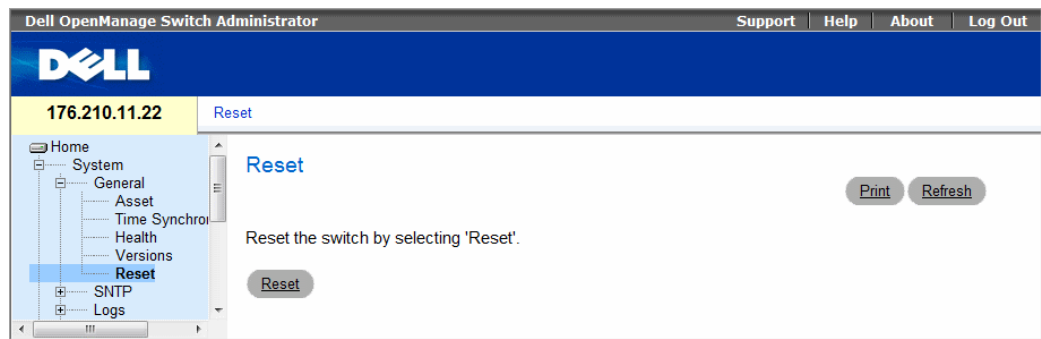 Dell OpenManage Switch Administrator
Support
Help
About
Log Out
DELL
176.210.11.22
Reset
Home
System
General
Asset
Time Synchro
Health
Versions
Reset
SNTP
Logs
Reset
Print
Refresh
Reset the switch by selecting 'Reset'.
Reset